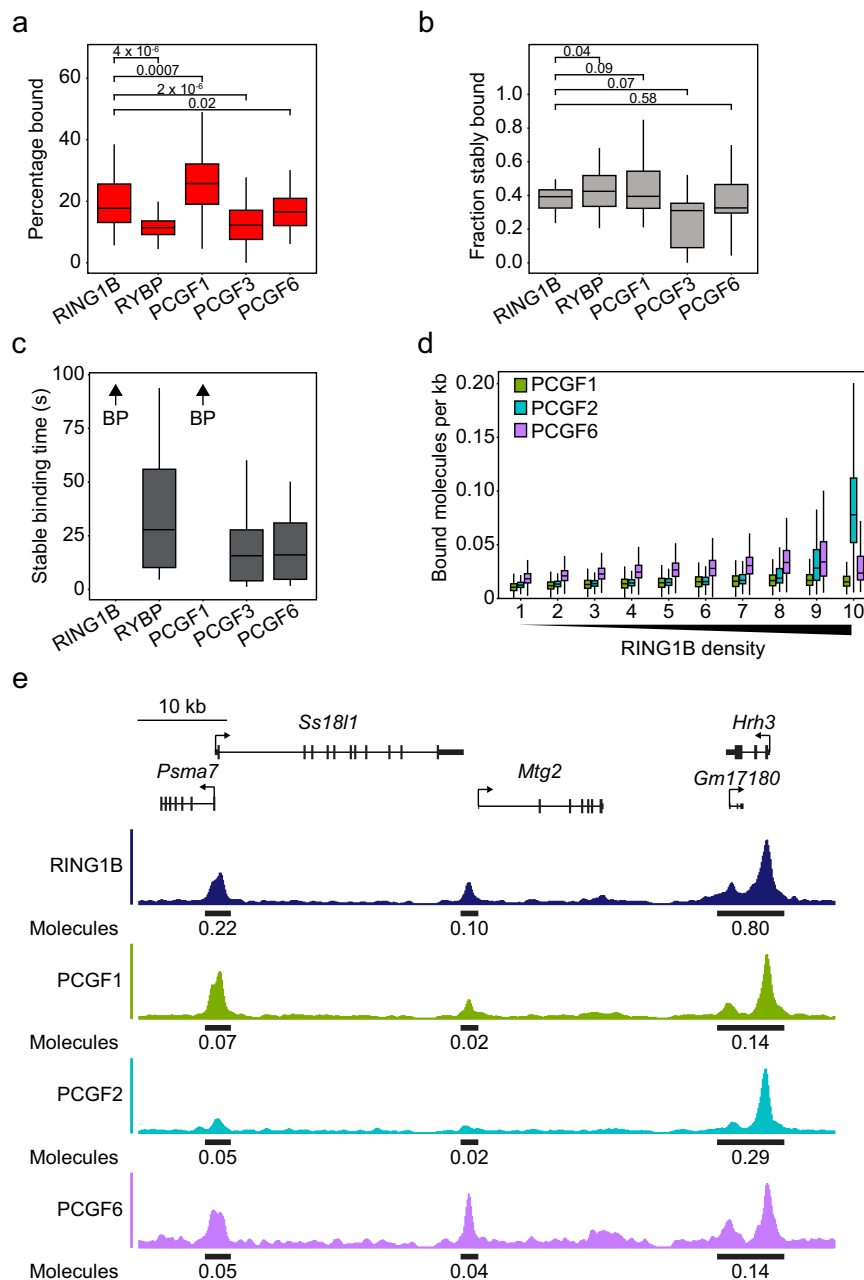 a
Percentage bound
60
40
20
0
4 x 10⁻⁶
0.0007
2 x 10⁻⁶
0.02
RING1B
RYBP
PCGF1
PCGF3
PCGF6
b
Fraction stably bound
1.0
0.8
0.6
0.4
0.2
0.0
0.04
0.09
0.07
0.58
RING1B
RYBP
PCGF1
PCGF3
PCGF6
c
Stable binding time (s)
100
75
50
25
0
BP
BP
RING1B
RYBP
PCGF1
PCGF3
PCGF6
d
Bound molecules per kb
0.20
0.15
0.10
0.05
0
PCGF1
PCGF2
PCGF6
1 2 3 4 5 6 7 8 9 10
RING1B density
e
10 kb
Ss18l1
Hrh3
Psma7
Mtg2
Gm17180
RING1B
Molecules 0.22 0.10 0.80
PCGF1
Molecules 0.07 0.02 0.14
PCGF2
Molecules 0.05 0.02 0.29
PCGF6
Molecules 0.05 0.04 0.14